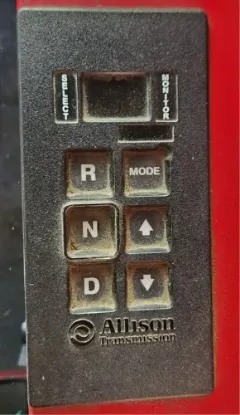 SELECT
MONITOR
R MODE
N
D
Allison
Transmission